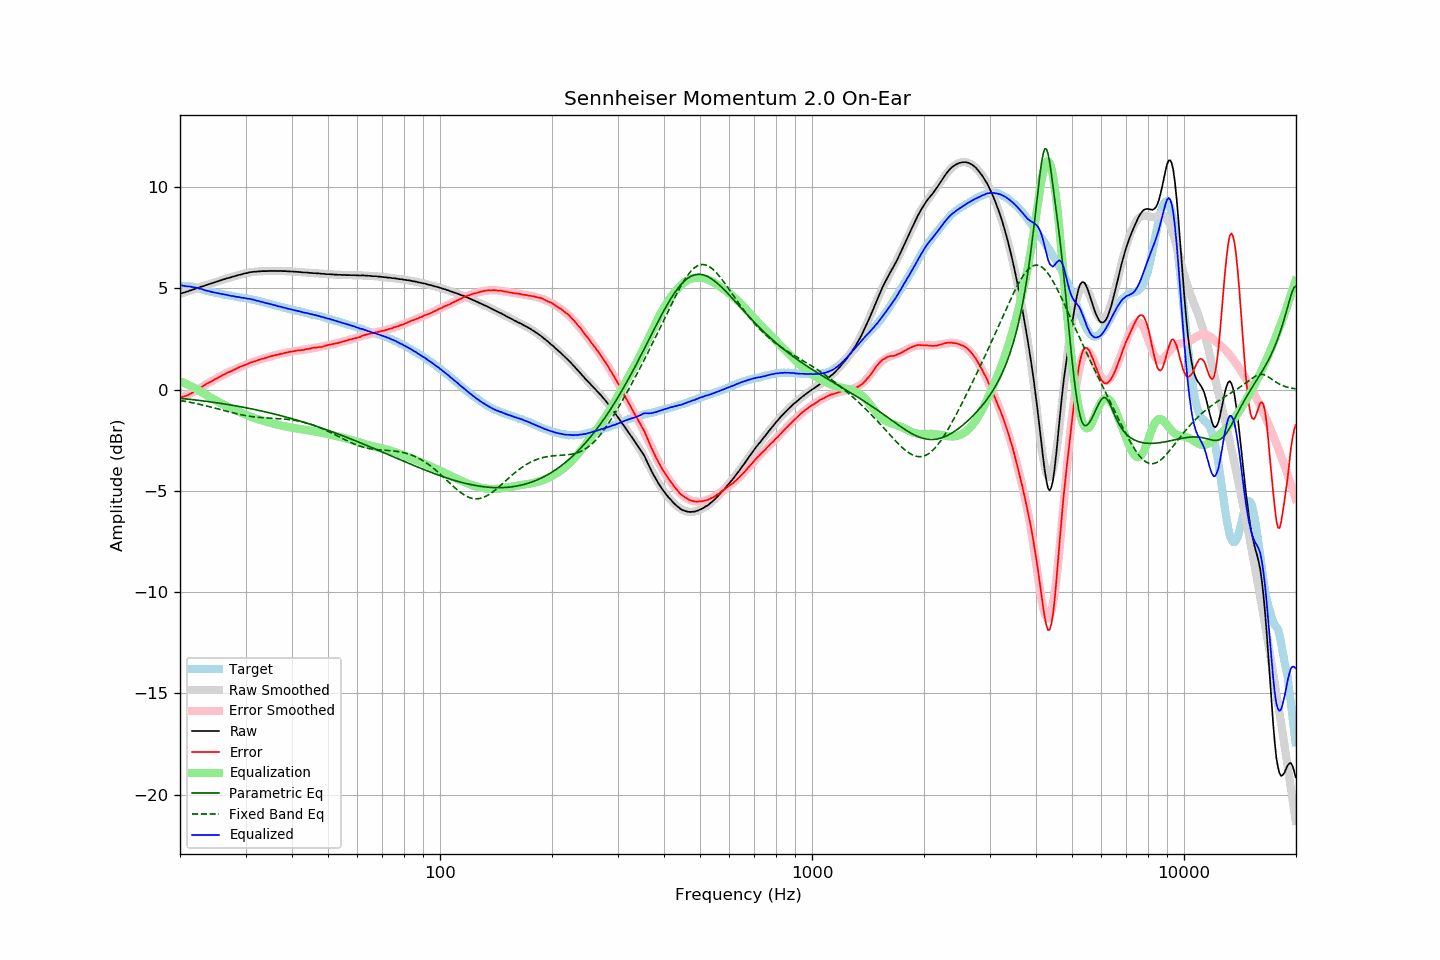 Sennheiser Momentum 2.0 On-Ear
10
5
0
−5
−10
−15
−20
Amplitude (dBr)
Target
Raw Smoothed
Error Smoothed
Raw
Error
Equalization
Parametric Eq
Fixed Band Eq
Equalized
100
1000
10000
Frequency (Hz)